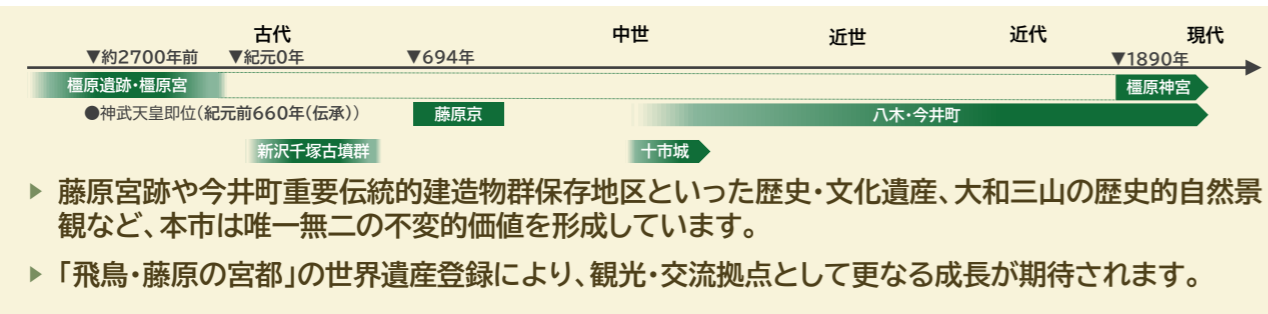 古代 中世 近世 近代 現代
▼約2700年前 ▼紀元0年 ▼694年 ▼1890年
橿原遺跡・橿原宮 橿原神宮
●神武天皇即位(紀元前660年(伝承)) 藤原京 八木・今井町
新沢千塚古墳群 十市城
▶ 藤原宮跡や今井町重要伝統的建造物群保存地区といった歴史・文化遺産、大和三山の歴史的自然景
観など、本市は唯一無二の不変的価値を形成しています。
▶ 「飛鳥・藤原の宮都」の世界遺産登録により、観光・交流拠点として更なる成長が期待されます。